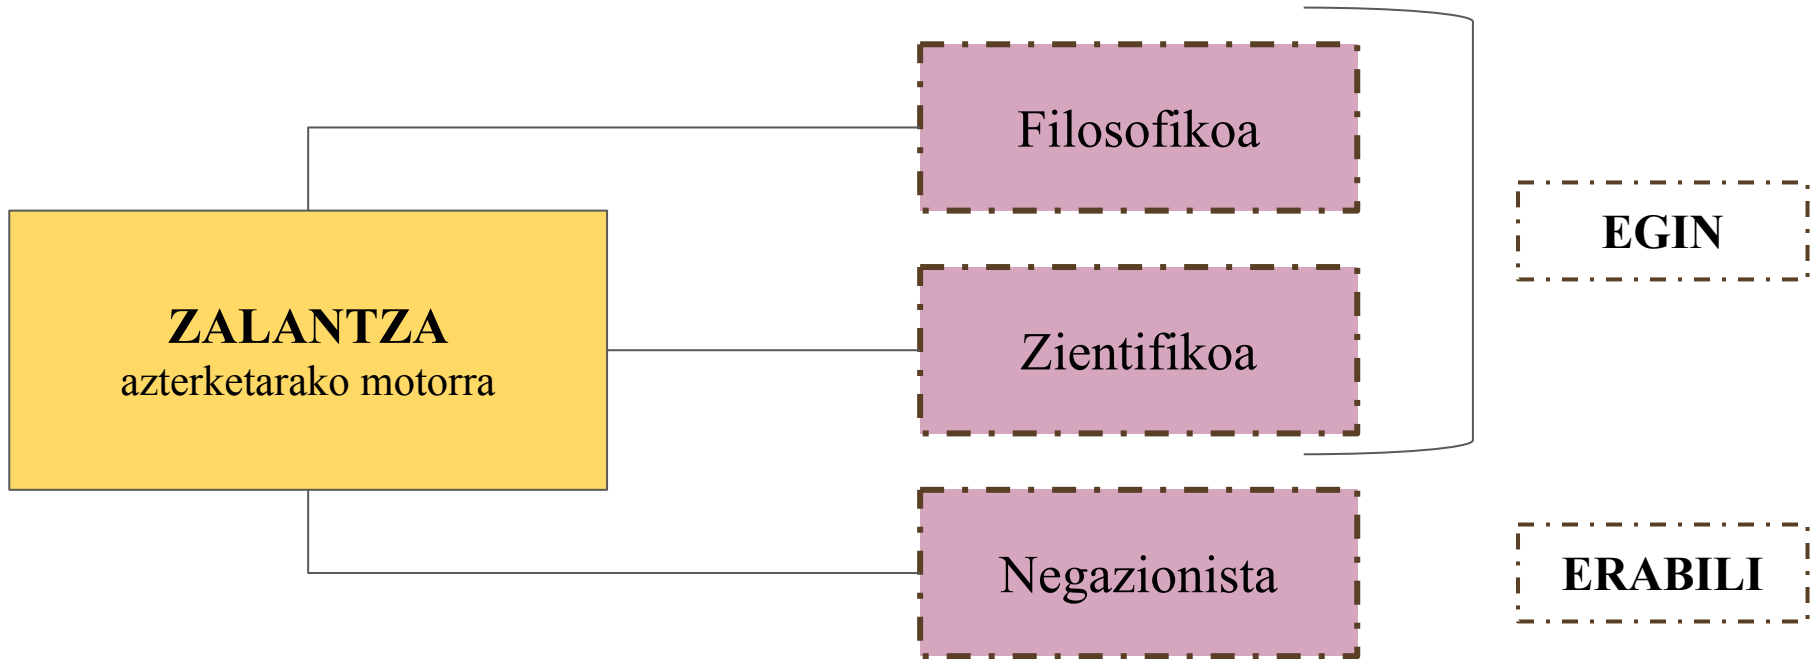 Filosofikoa
EGIN
ZALANTZA
azterketarako motorra
Zientifikoa
Negazionista
ERABILI